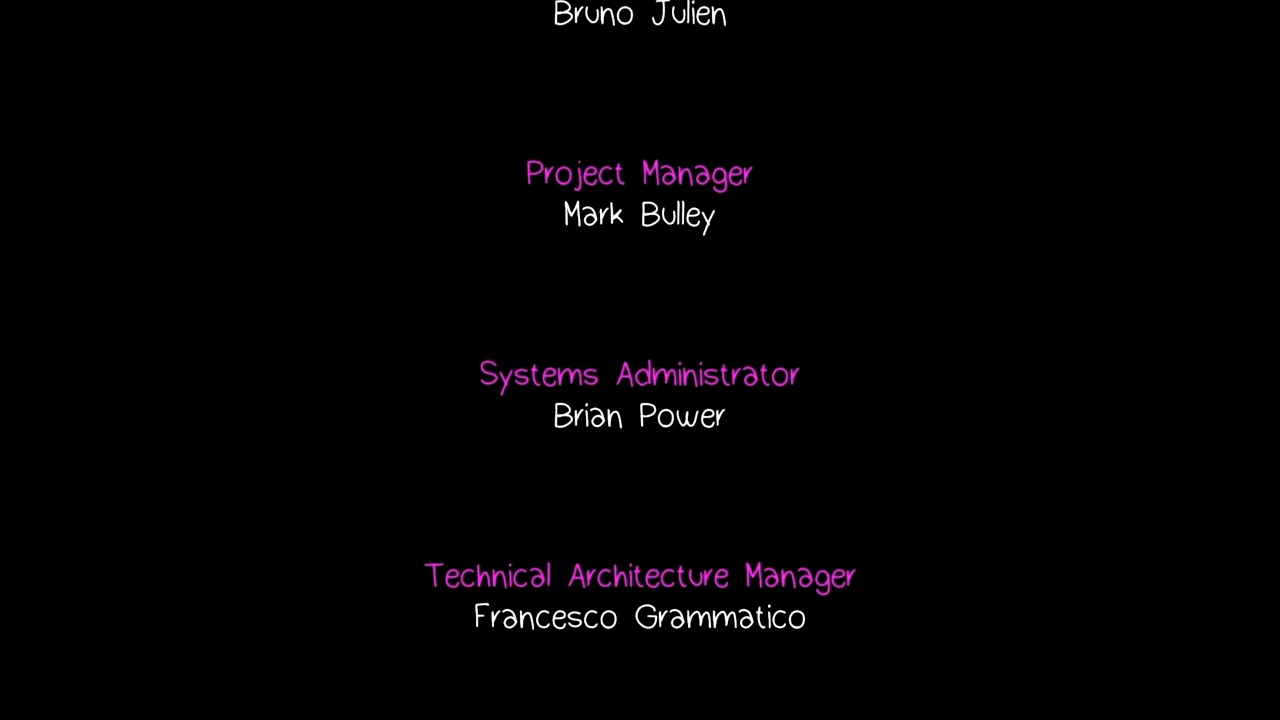 Bruno Julien
Project Manager
Mark Bulley
Systems Administrator
Brian Power
Technical Architecture Manager
Francesco Grammatico